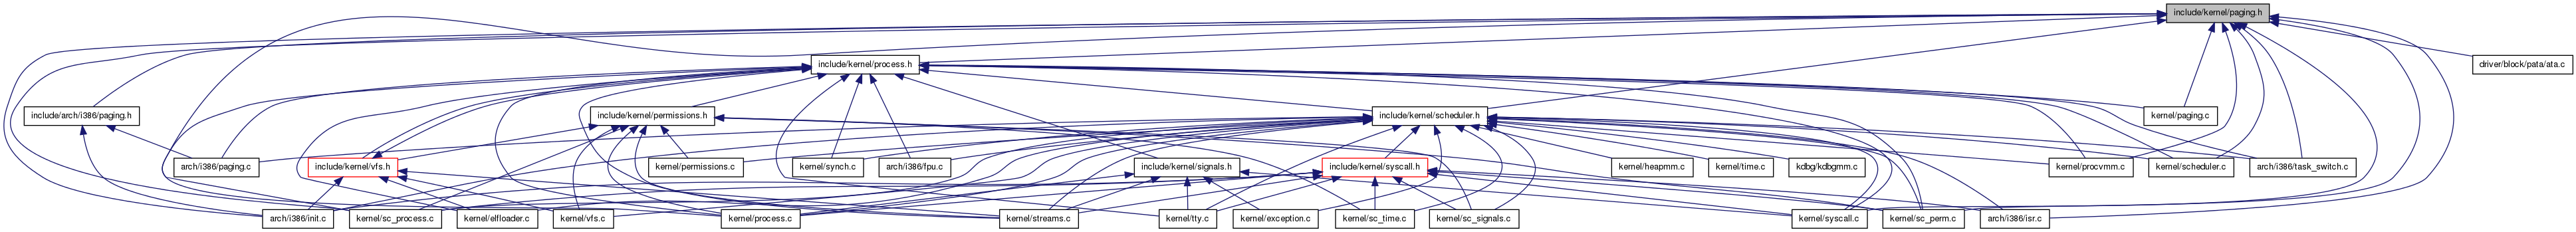 include/kernel/paging.h
include/kernel/process.h
driver/block/pata/ata.c
include/arch/i386/paging.h
include/kernel/permissions.h
include/kernel/scheduler.h
kernel/paging.c
arch/i386/paging.c
include/kernel/vfs.h
kernel/permissions.c
kernel/synch.c
arch/i386/fpu.c
include/kernel/signals.h
include/kernel/syscall.h
kernel/heapmm.c
kernel/time.c
kdbg/kdbgmm.c
kernel/procvmm.c
kernel/scheduler.c
arch/i386/task_switch.c
arch/i386/init.c
kernel/sc_process.c
kernel/elfloader.c
kernel/vfs.c
kernel/process.c
kernel/streams.c
kernel/tty.c
kernel/exception.c
kernel/sc_time.c
kernel/sc_signals.c
kernel/syscall.c
kernel/sc_perm.c
arch/i386/isr.c